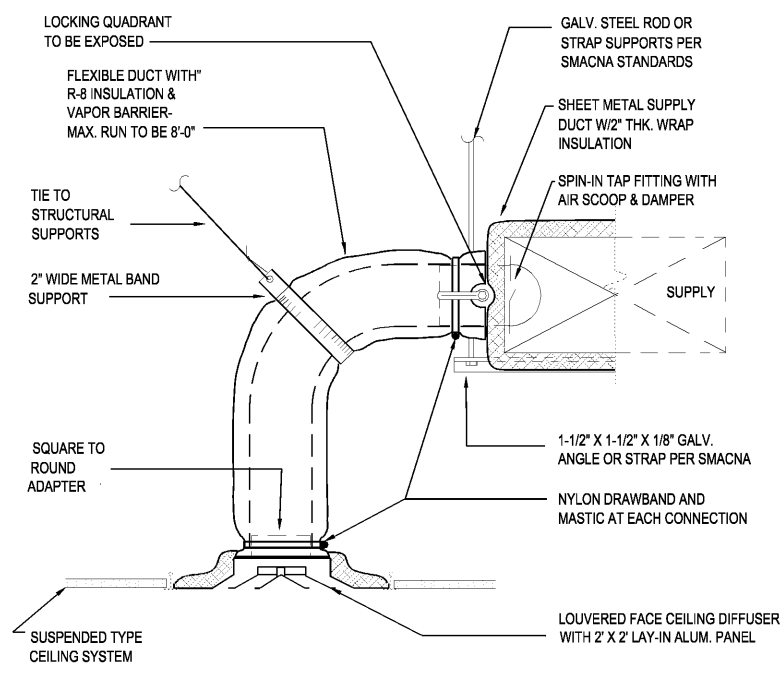 LOCKING QUADRANT
TO BE EXPOSED
GALV. STEEL ROD OR
STRAP SUPPORTS PER
SMACNA STANDARDS
FLEXIBLE DUCT WITH"
R-8 INSULATION &
VAPOR BARRIER-
MAX. RUN TO BE 8'-0"
SHEET METAL SUPPLY
DUCT W/2" THK. WRAP
INSULATION
TIE TO
STRUCTURAL
SUPPORTS
SPIN-IN TAP FITTING WITH
AIR SCOOP & DAMPER
2" WIDE METAL BAND
SUPPORT
SUPPLY
SQUARE TO
ROUND
ADAPTER
1-1/2" X 1-1/2" X 1/8" GALV.
ANGLE OR STRAP PER SMACNA
NYLON DRAWBAND AND
MASTIC AT EACH CONNECTION
SUSPENDED TYPE
CEILING SYSTEM
LOUVERED FACE CEILING DIFFUSER
WITH 2' X 2' LAY-IN ALUM. PANEL